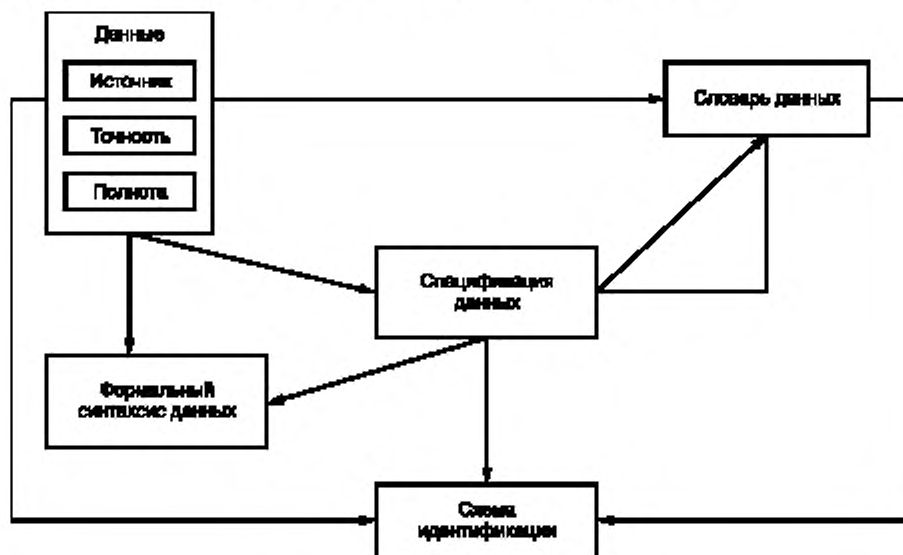 Данные
Источник
Точность
Полнота
Словарь данных
Спецификация
данных
Формальный
синтаксис данных
Схема
идентификации